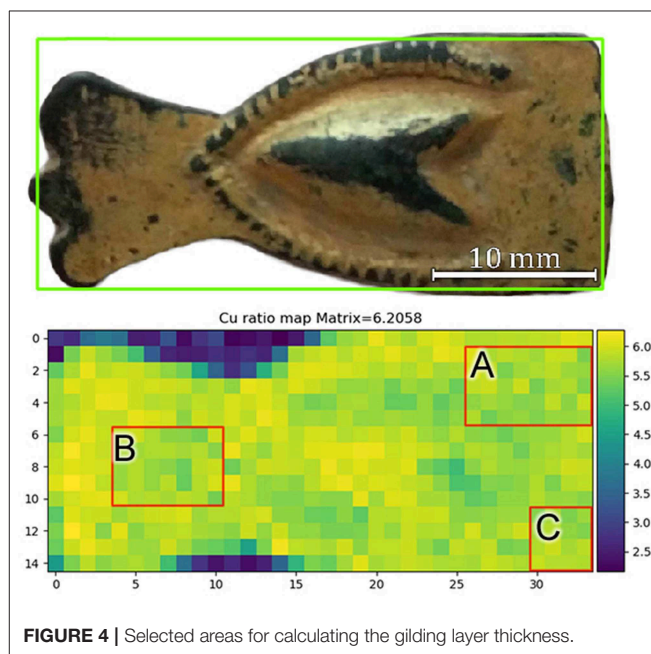 10 mm
Cu ratio map Matrix=6.2058
0
2
4
6
8
10
12
14
A
B
C
6.0
5.5
5.0
4.5
4.0
3.5
3.0
2.5
0 5 10 15 20 25 30
FIGURE 4 | Selected areas for calculating the gilding layer thickness.